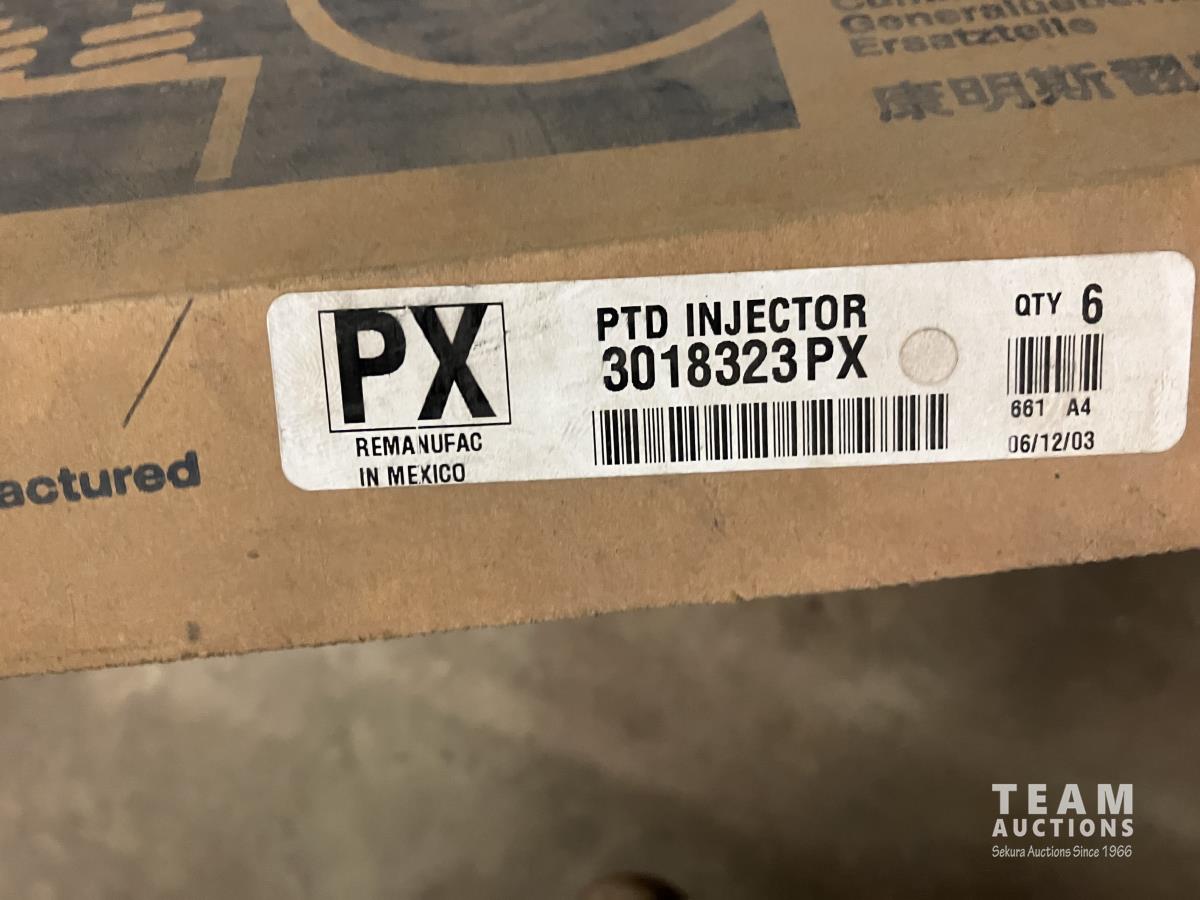 Generalüberh
Ersatzteile
康明斯翻
PX
REMANUFAC
IN MEXICO
PTD INJECTOR
3018323PX
QTY 6
661 A4
06/12/03
actured
TEAM
AUCTIONS
Sekura Auctions Since 1966